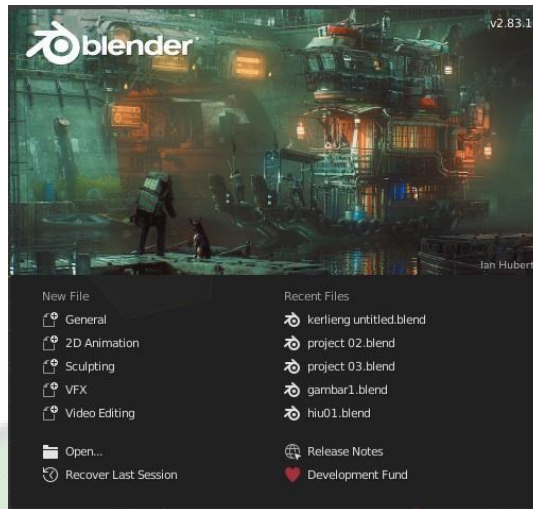 blender
v2.83.1
Ian Hubert
New File
General
2D Animation
Sculpting
VFX
Video Editing
Open...
Recover Last Session
Recent Files
kerlieng untitled.blend
project 02.blend
project 03.blend
gambar1.blend
hiu01.blend
Release Notes
Development Fund